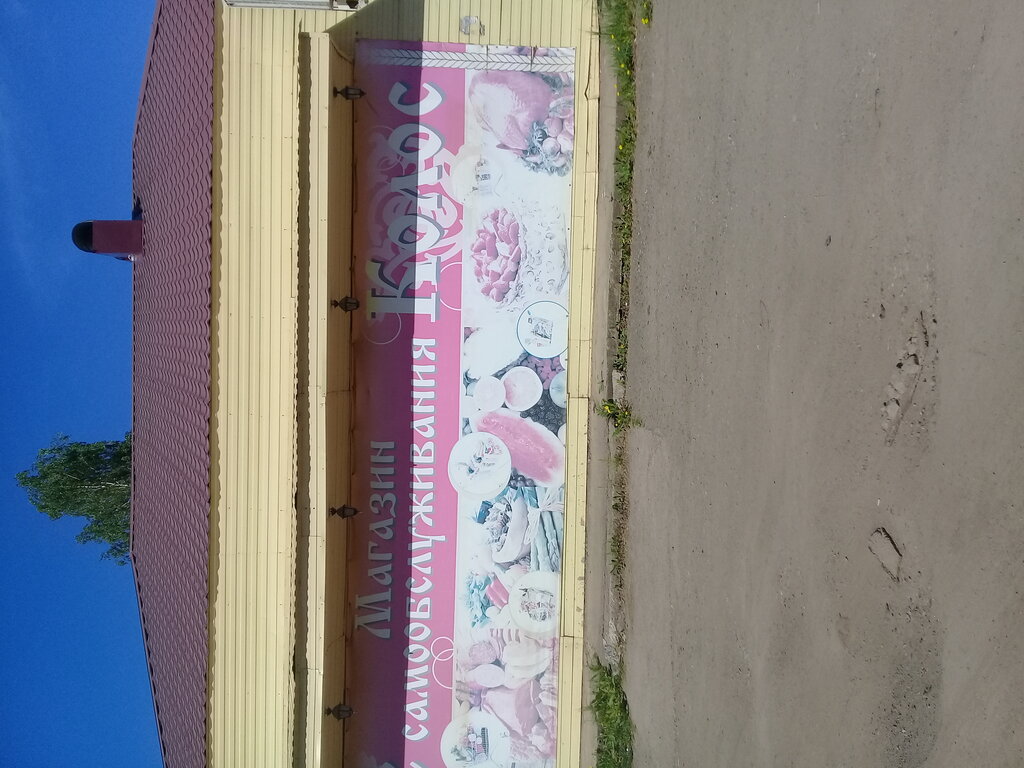 Магазин
самообслуживания Колос